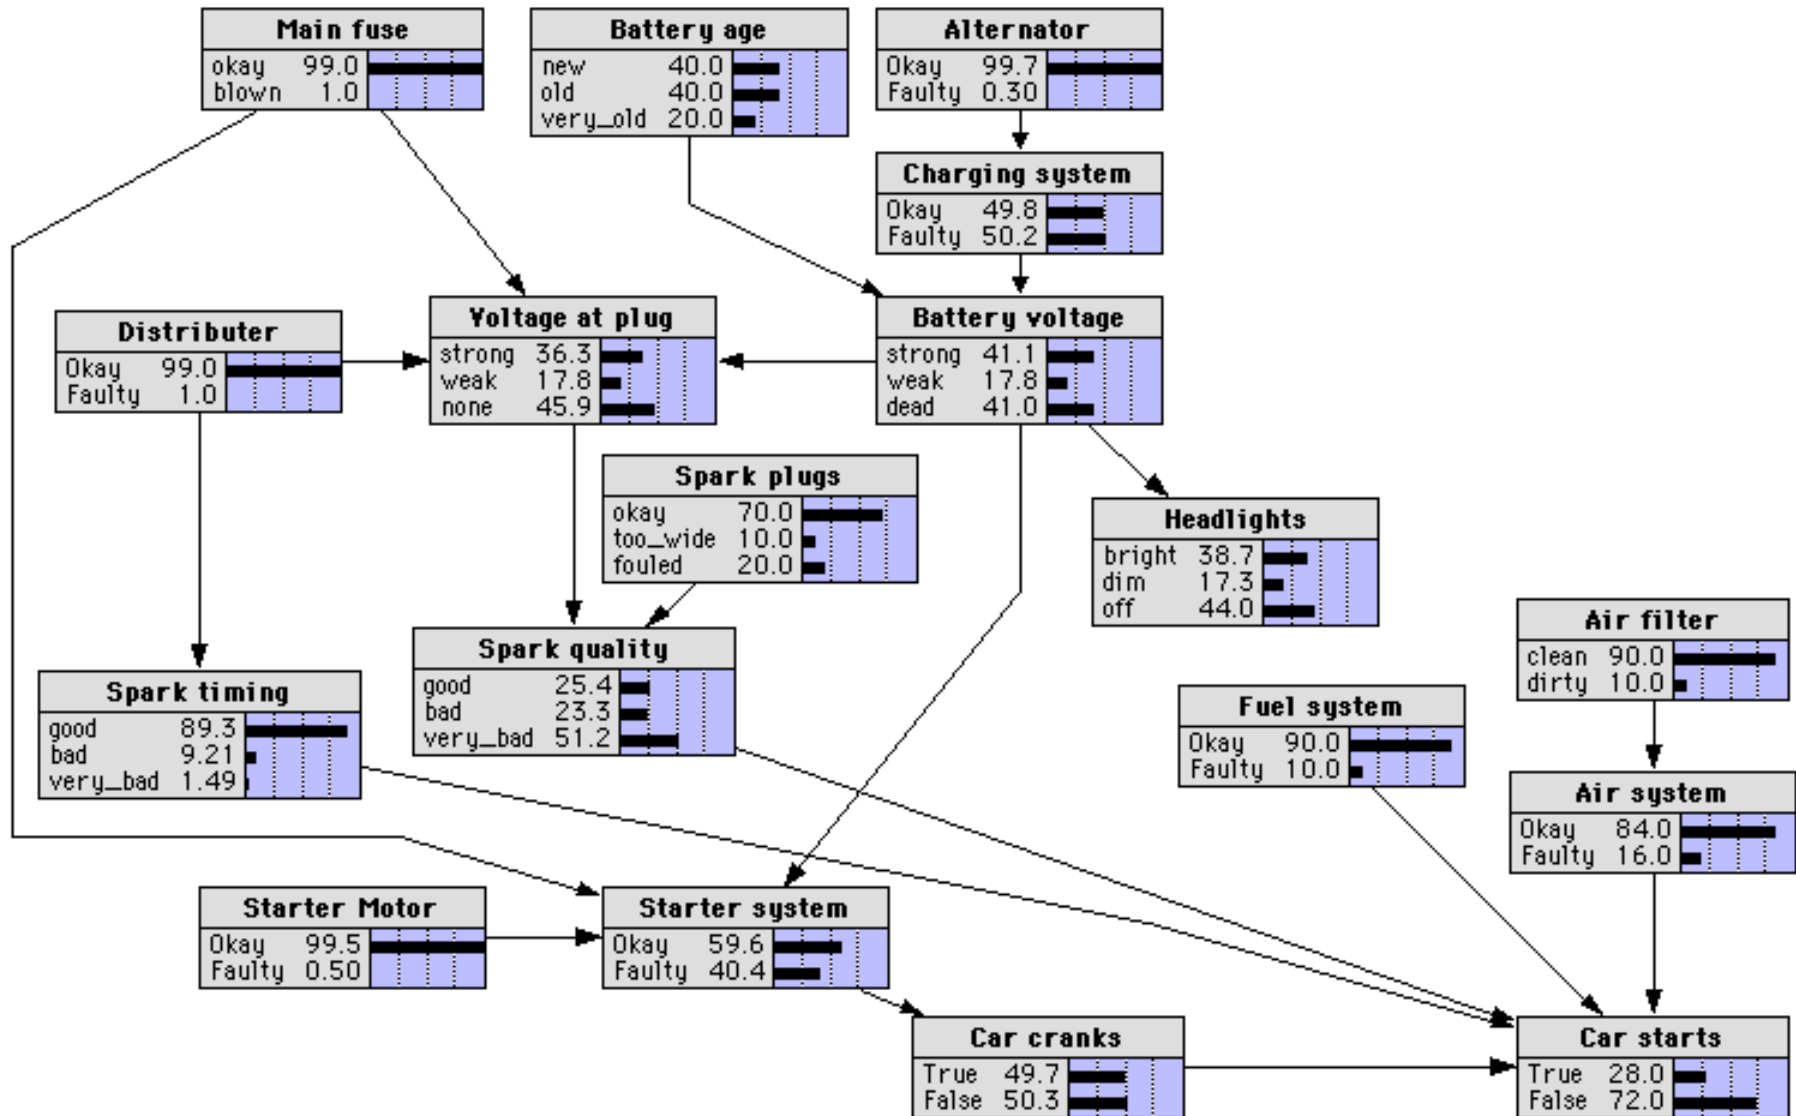 Main fuse
okay 99.0
blown 1.0
Battery age
new 40.0
old 40.0
very_old 20.0
Alternator
Okay 99.7
Faulty 0.30
Charging system
Okay 49.8
Faulty 50.2
Distributer
Okay 99.0
Faulty 1.0
Voltage at plug
strong 36.3
weak 17.8
none 45.9
Battery voltage
strong 41.1
weak 17.8
dead 41.0
Spark plugs
okay 70.0
too_wide 10.0
fouled 20.0
Headlights
bright 38.7
dim 17.3
off 44.0
Air filter
clean 90.0
dirty 10.0
Spark timing
good 89.3
bad 9.21
very_bad 1.49
Spark quality
good 25.4
bad 23.3
very_bad 51.2
Fuel system
Okay 90.0
Faulty 10.0
Air system
Okay 84.0
Faulty 16.0
Starter Motor
Okay 99.5
Faulty 0.50
Starter system
Okay 59.6
Faulty 40.4
Car cranks
True 49.7
False 50.3
Car starts
True 28.0
False 72.0